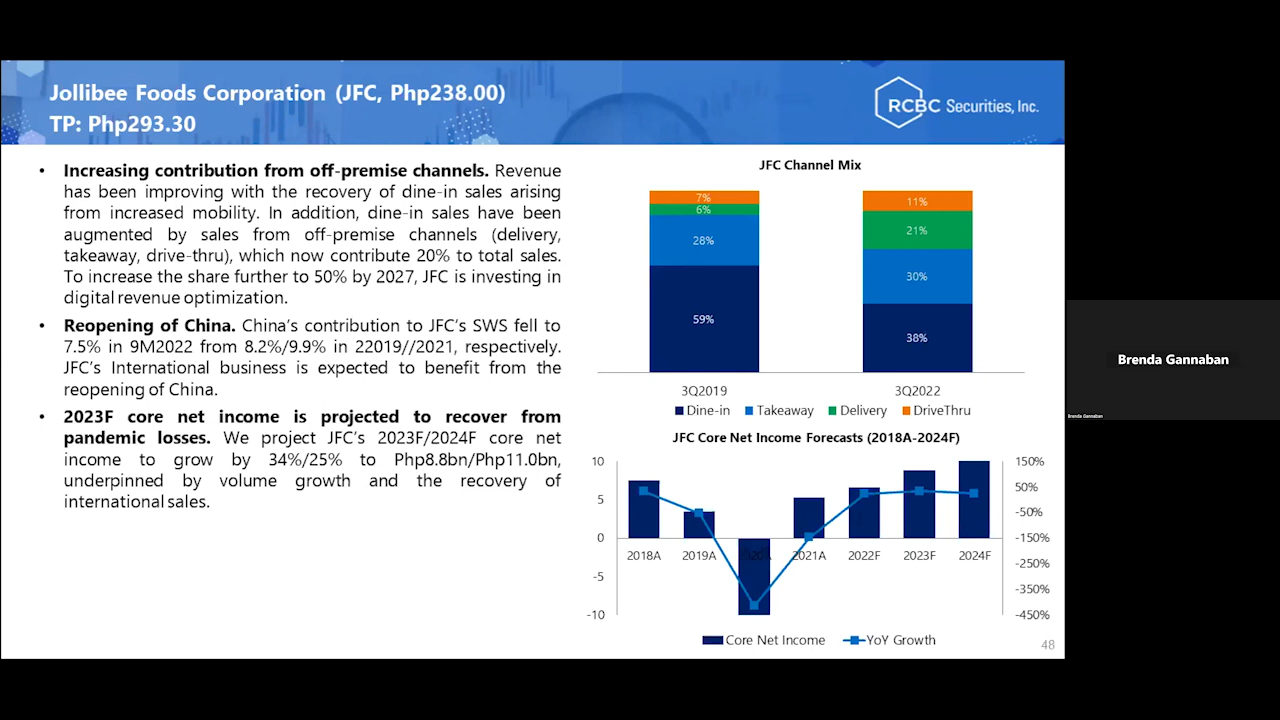 Jollibee Foods Corporation (JFC, Php238.00)
TP: Php293.30
RCBC Securities, Inc.
• Increasing contribution from off-premise channels. Revenue
has been improving with the recovery of dine-in sales arising
from increased mobility. In addition, dine-in sales have been
augmented by sales from off-premise channels (delivery,
takeaway, drive-thru), which now contribute 20% to total sales.
To increase the share further to 50% by 2027, JFC is investing in
digital revenue optimization.
• Reopening of China. China's contribution to JFC's SWS fell to
7.5% in 9M2022 from 8.2%/9.9% in 22019//2021, respectively.
JFC's International business is expected to benefit from the
reopening of China.
• 2023F core net income is projected to recover from
pandemic losses. We project JFC's 2023F/2024F core net
income to grow by 34%/25% to Php8.8bn/Php11.0bn,
underpinned by volume growth and the recovery of
international sales.
JFC Channel Mix
7% 11%
6% 21%
28% 30%
59% 38%
3Q2019 3Q2022
Dine-in Takeaway Delivery DriveThru
JFC Core Net Income Forecasts (2018A-2024F)
10 150%
5 50%
-50%
0 -150%
2018A 2019A 2020A 2021A 2022F 2023F 2024F
-250%
-5
-350%
-10 -450%
Core Net Income YoY Growth
48
Brenda Gannaban
Brenda Gannaban